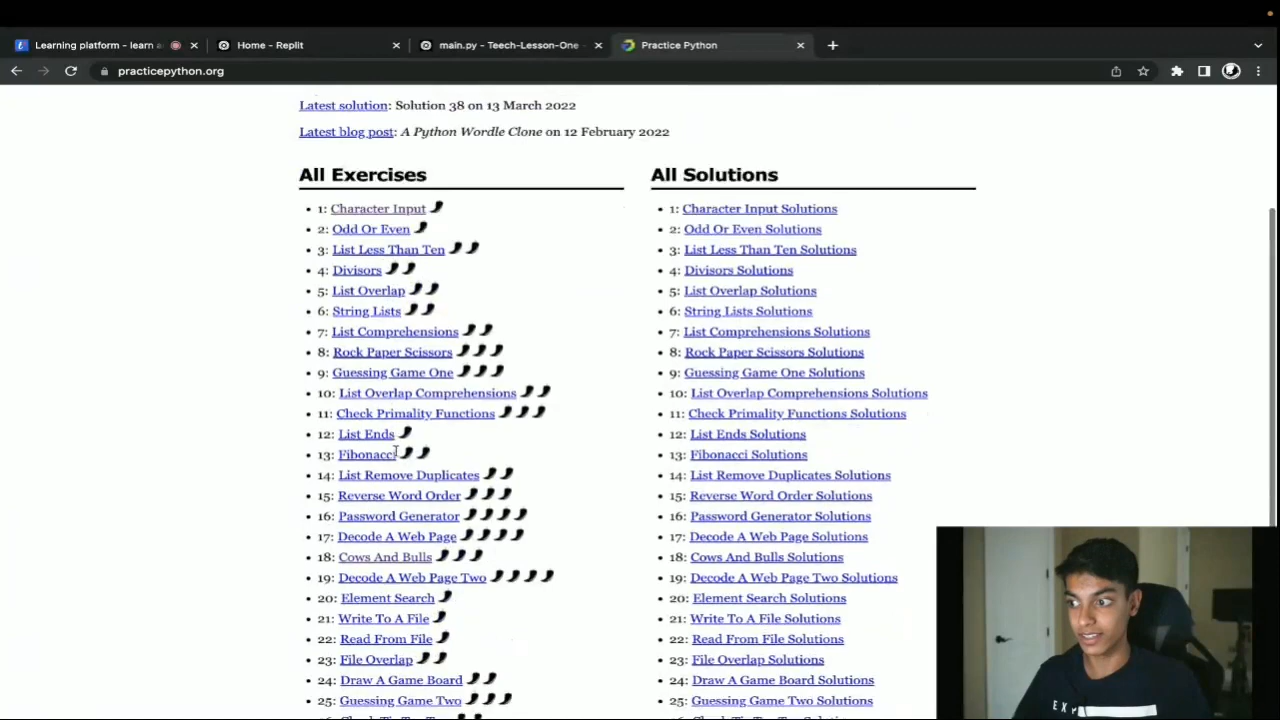 Learning platform - learn a
Home - Replit
main.py - Teech-Lesson-One
Practice Python
practicepython.org
Latest solution: Solution 38 on 13 March 2022
Latest blog post: A Python Wordle Clone on 12 February 2022
All Exercises
1: Character Input
2: Odd Or Even
3: List Less Than Ten
4: Divisors
5: List Overlap
6: String Lists
7: List Comprehensions
8: Rock Paper Scissors
9: Guessing Game One
10: List Overlap Comprehensions
11: Check Primality Functions
12: List Ends
13: Fibonacci
14: List Remove Duplicates
15: Reverse Word Order
16: Password Generator
17: Decode A Web Page
18: Cows And Bulls
19: Decode A Web Page Two
20: Element Search
21: Write To A File
22: Read From File
23: File Overlap
24: Draw A Game Board
25: Guessing Game Two
All Solutions
1: Character Input Solutions
2: Odd Or Even Solutions
3: List Less Than Ten Solutions
4: Divisors Solutions
5: List Overlap Solutions
6: String Lists Solutions
7: List Comprehensions Solutions
8: Rock Paper Scissors Solutions
9: Guessing Game One Solutions
10: List Overlap Comprehensions Solutions
11: Check Primality Functions Solutions
12: List Ends Solutions
13: Fibonacci Solutions
14: List Remove Duplicates Solutions
15: Reverse Word Order Solutions
16: Password Generator Solutions
17: Decode A Web Page Solutions
18: Cows And Bulls Solutions
19: Decode A Web Page Two Solutions
20: Element Search Solutions
21: Write To A File Solutions
22: Read From File Solutions
23: File Overlap Solutions
24: Draw A Game Board Solutions
25: Guessing Game Two Solutions